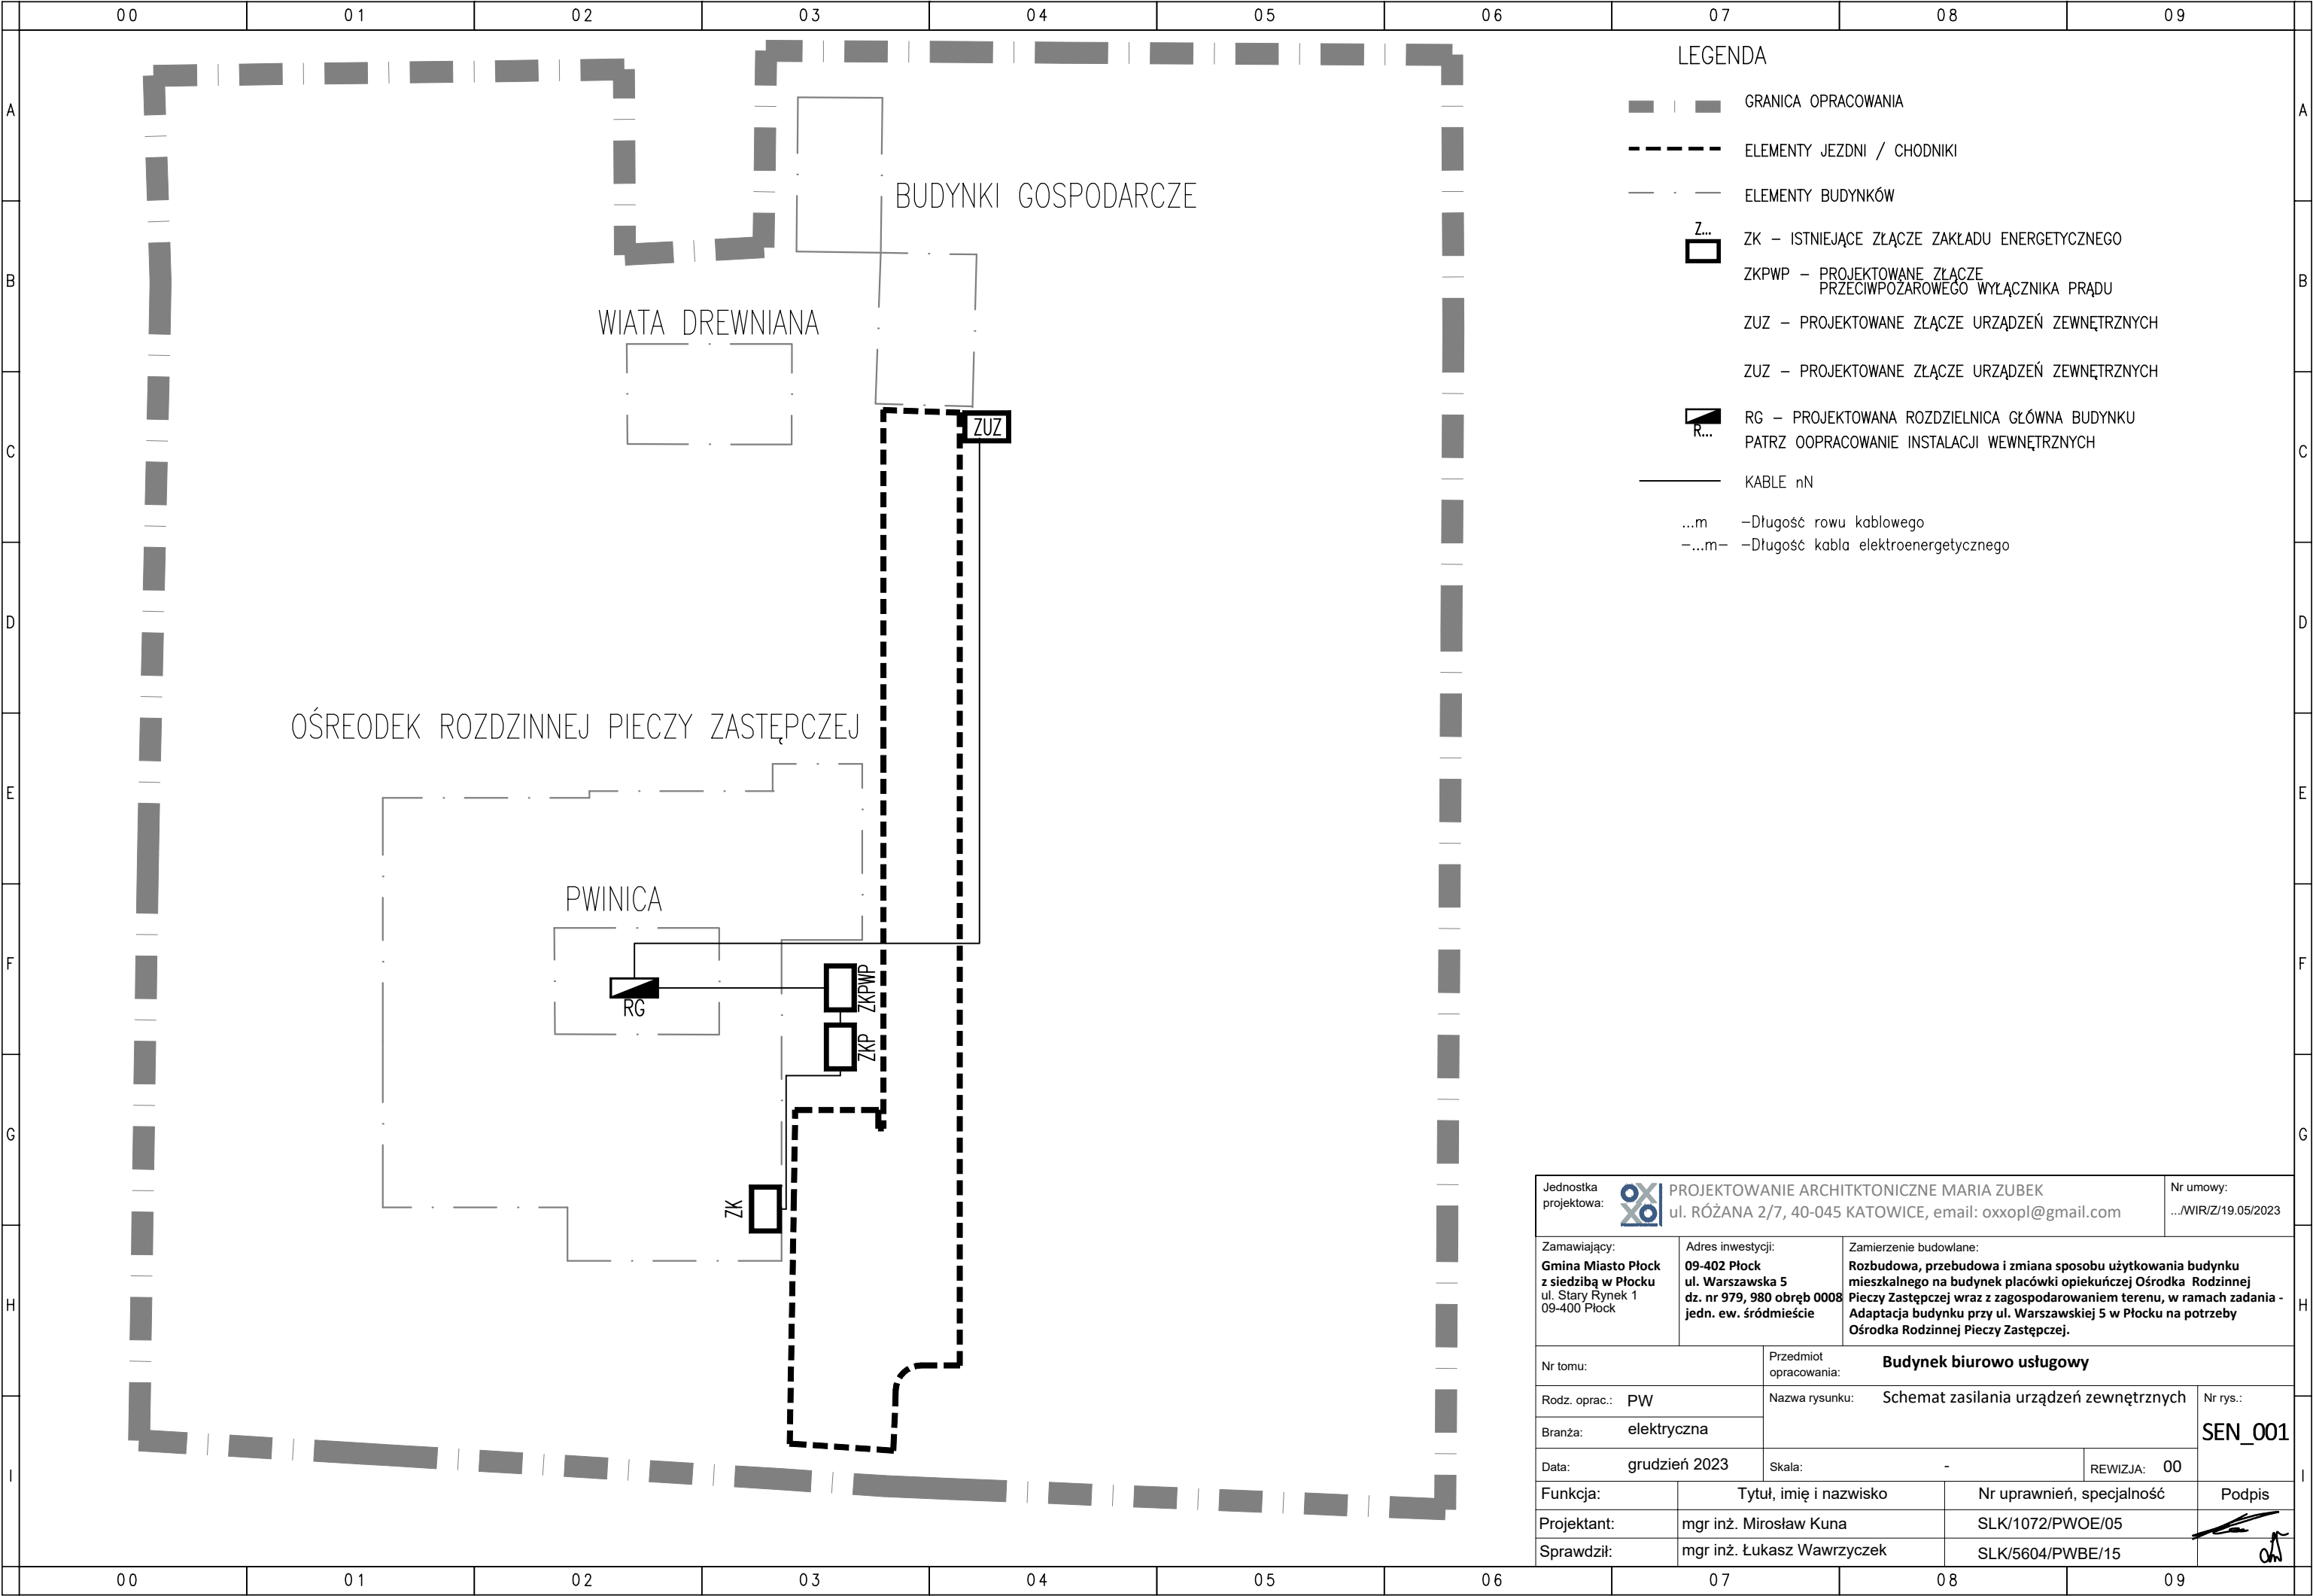 00 01 02 03 04 05 06 07 08 09
A A
B B
C C
D D
E E
F F
G G
H H
I I
BUDYNKI GOSPODARCZE
WIATA DREWNIANA
ZUZ
OŚREODEK ROZDZINNEJ PIECZY ZASTĘPCZEJ
PWINICA
RG
ZKPWP
ZKP
ZK
LEGENDA
GRANICA OPRACOWANIA
ELEMENTY JEZDNI / CHODNIKI
ELEMENTY BUDYNKÓW
Z...
ZK – ISTNIEJĄCE ZŁĄCZE ZAKŁADU ENERGETYCZNEGO
ZKPWP – PROJEKTOWANE ZŁĄCZE
PRZECIWPOŻAROWEGO WYŁĄCZNIKA PRĄDU
ZUZ – PROJEKTOWANE ZŁĄCZE URZĄDZEŃ ZEWNĘTRZNYCH
ZUZ – PROJEKTOWANE ZŁĄCZE URZĄDZEŃ ZEWNĘTRZNYCH
R...
RG – PROJEKTOWANA ROZDZIELNICA GŁÓWNA BUDYNKU
PATRZ OOPRACOWANIE INSTALACJI WEWNĘTRZNYCH
KABLE nN
...m –Długość rowu kablowego
–...m– –Długość kabla elektroenergetycznego
Jednostka
projektowa:
OXXO
PROJEKTOWANIE ARCHITKTONICZNE MARIA ZUBEK
ul. RÓŻANA 2/7, 40-045 KATOWICE, email: oxxopl@gmail.com
Nr umowy:
.../WIR/Z/19.05/2023
Zamawiający:
Gmina Miasto Płock
z siedzibą w Płocku
ul. Stary Rynek 1
09-400 Płock
Adres inwestycji:
09-402 Płock
ul. Warszawska 5
dz. nr 979, 980 obręb 0008
jedn. ew. śródmieście
Zamierzenie budowlane:
Rozbudowa, przebudowa i zmiana sposobu użytkowania budynku
mieszkalnego na budynek placówki opiekuńczej Ośrodka Rodzinnej
Pieczy Zastępczej wraz z zagospodarowaniem terenu, w ramach zadania -
Adaptacja budynku przy ul. Warszawskiej 5 w Płocku na potrzeby
Ośrodka Rodzinnej Pieczy Zastępczej.
Nr tomu:
Przedmiot
opracowania:
Budynek biurowo usługowy
Rodz. oprac.: PW
Nazwa rysunku: Schemat zasilania urządzeń zewnętrznych
Nr rys.:
SEN_001
Branża: elektryczna
Data: grudzień 2023
Skala: -
REWIZJA: 00
Funkcja: Tytuł, imię i nazwisko Nr uprawnień, specjalność Podpis
Projektant: mgr inż. Mirosław Kuna SLK/1072/PWOE/05
Sprawdził: mgr inż. Łukasz Wawrzyczek SLK/5604/PWBE/15
00 01 02 03 04 05 06 07 08 09